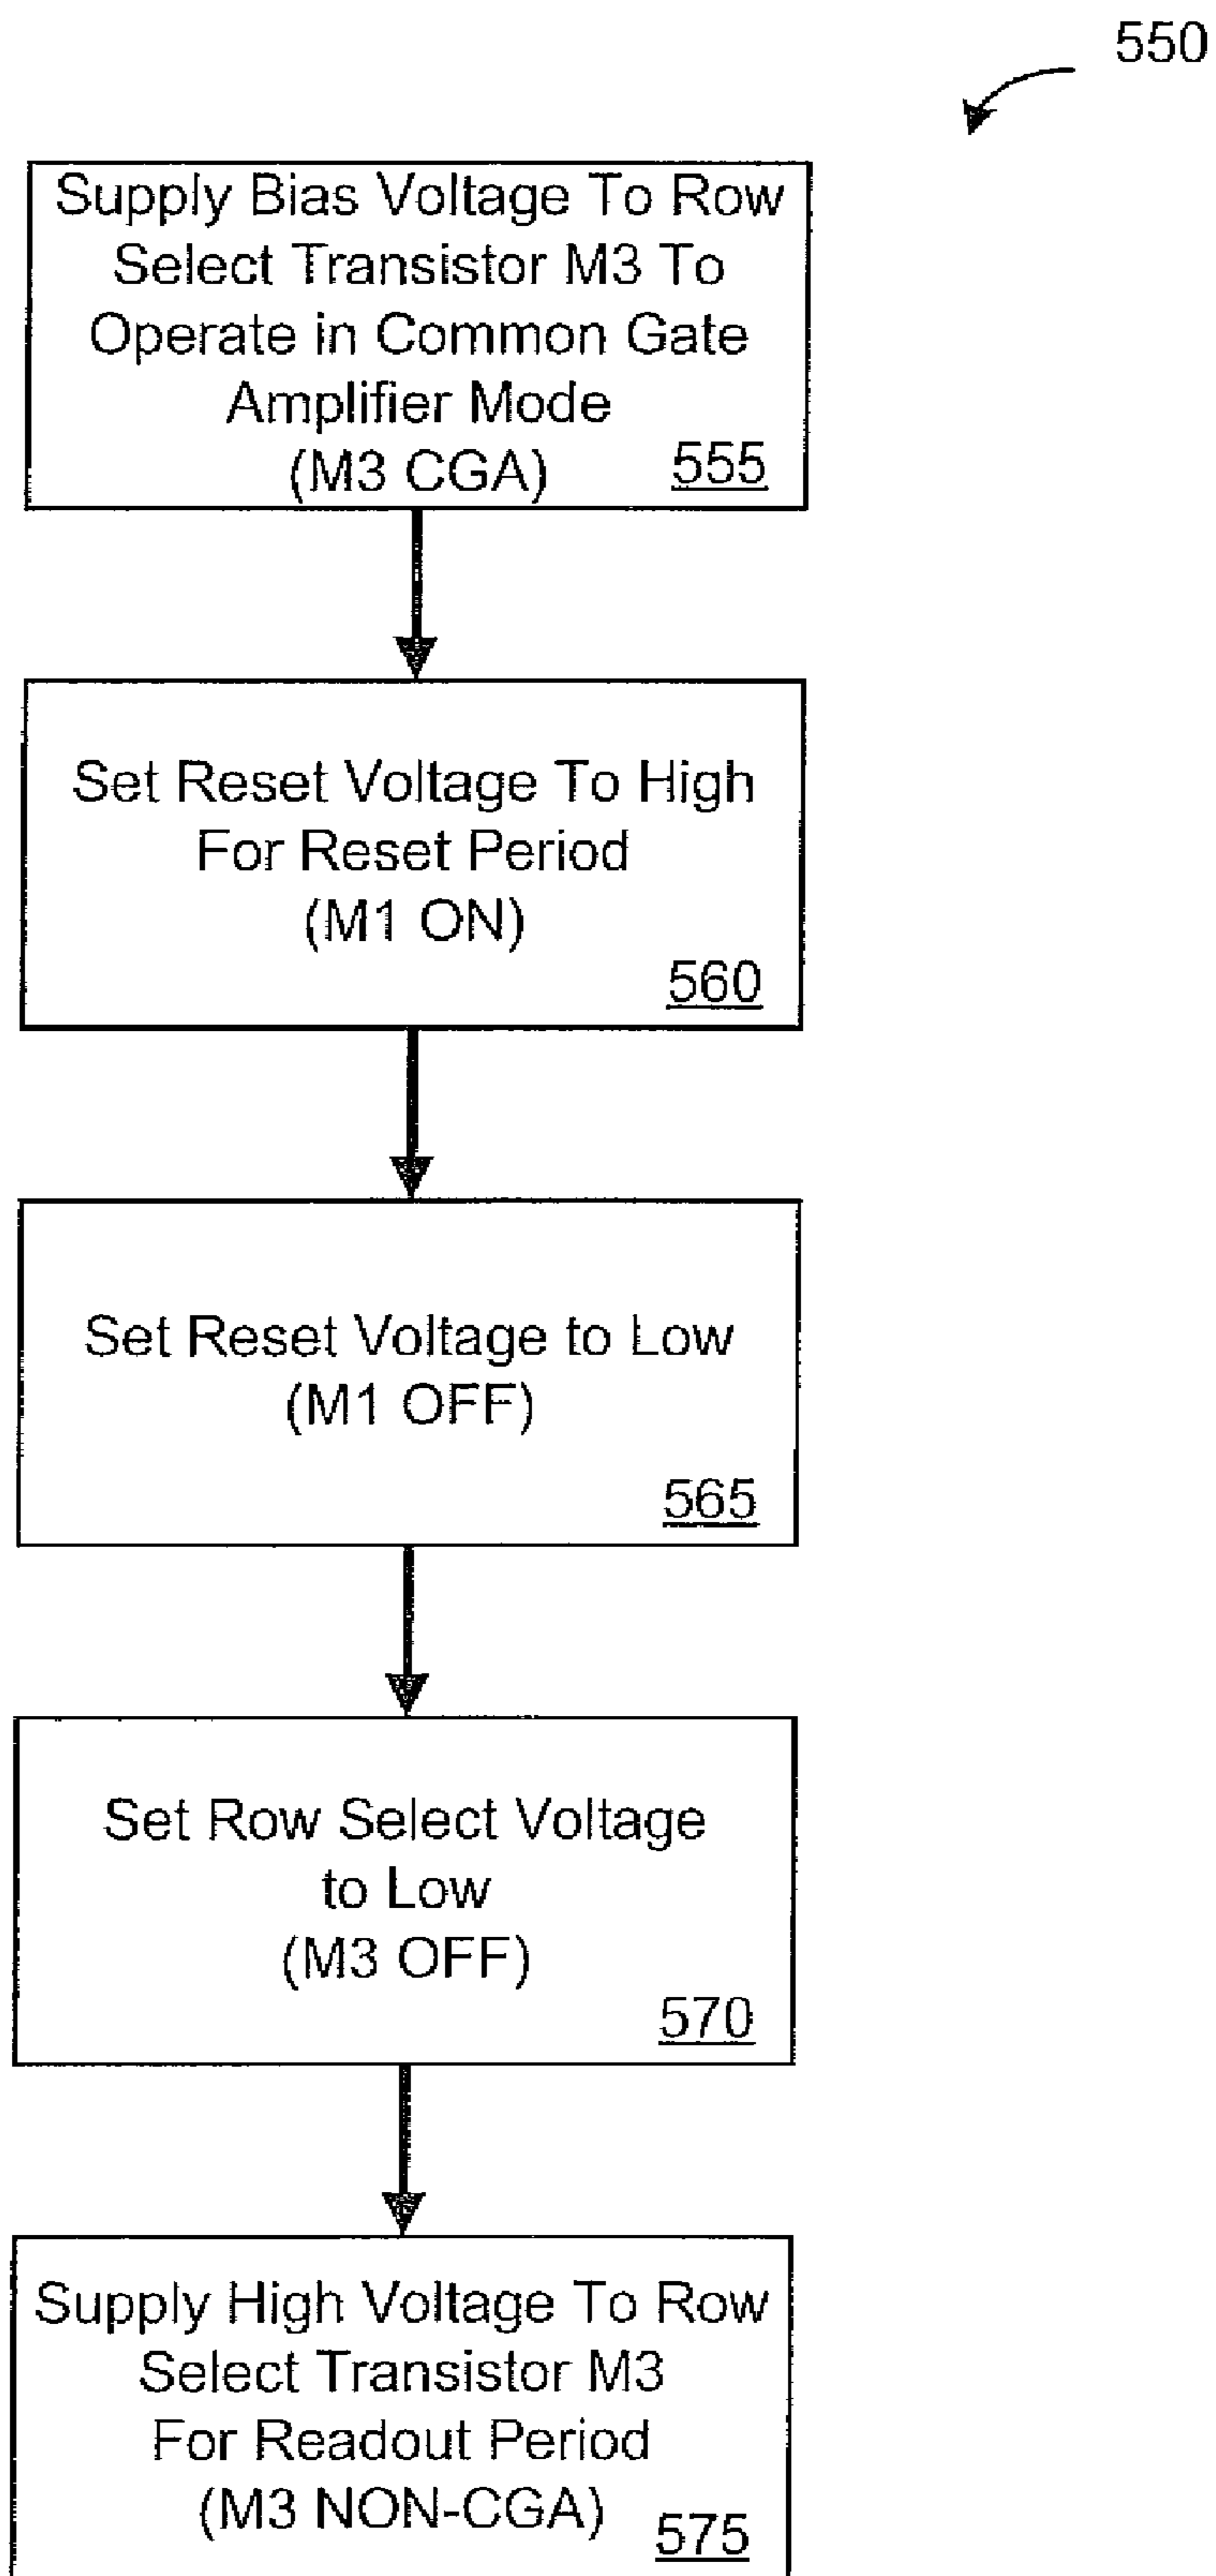 550
Supply Bias Voltage To Row
Select Transistor M3 To
Operate in Common Gate
Amplifier Mode
(M3 CGA)
555
Set Reset Voltage To High
For Reset Period
(M1 ON)
560
Set Reset Voltage to Low
(M1 OFF)
565
Set Row Select Voltage
to Low
(M3 OFF)
570
Supply High Voltage To Row
Select Transistor M3
For Readout Period
(M3 NON-CGA)
575